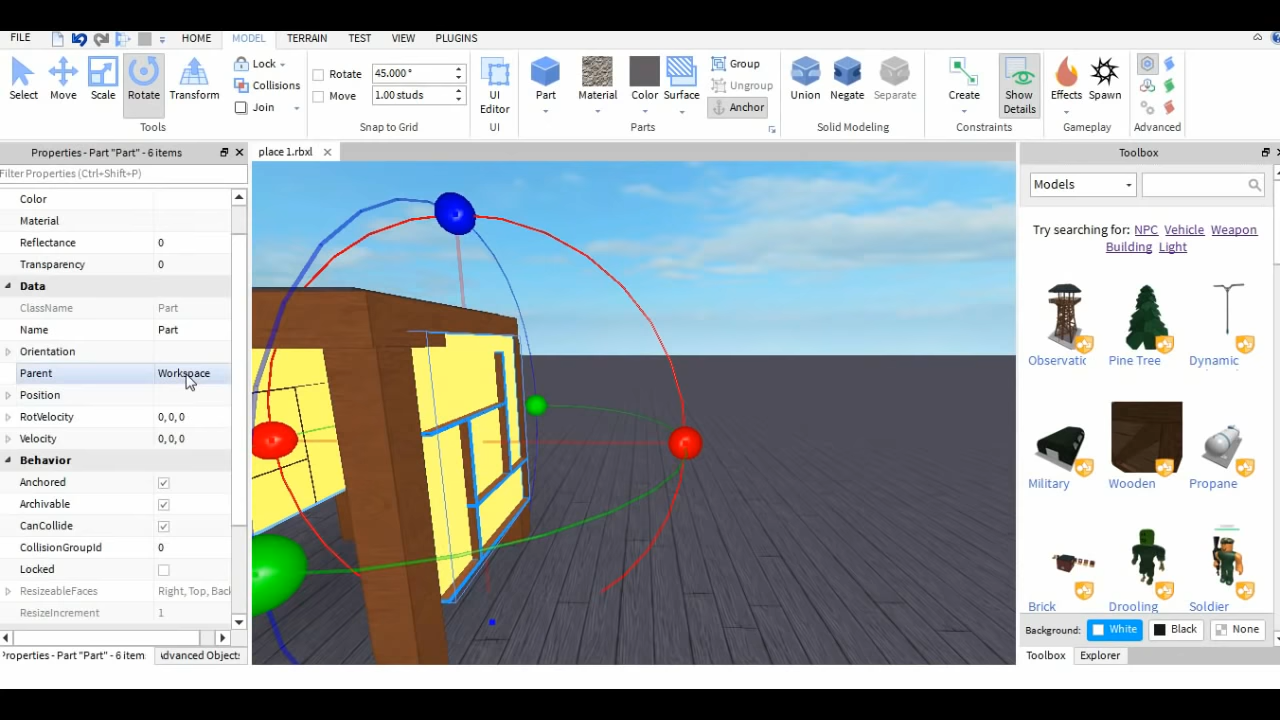 FILE HOME MODEL TERRAIN TEST VIEW PLUGINS
Select Move Scale Rotate Transform
Lock
Collisions
Join
Tools
Rotate 45.000 °
Move 1.00 studs
Snap to Grid
UI
Editor
UI
Part Material Color Surface
Group
Ungroup
Anchor
Parts
Union Negate Separate
Solid Modeling
Create Show
Details
Constraints
Effects Spawn
Gameplay
Advanced
Properties - Part "Part" - 6 items
Filter Properties (Ctrl+Shift+P)
Color
Material
Reflectance 0
Transparency 0
Data
ClassName Part
Name Part
Orientation
Parent Workspace
Position
RotVelocity 0, 0, 0
Velocity 0, 0, 0
Behavior
Anchored
Archivable
CanCollide
CollisionGroupId 0
Locked
ResizeableFaces Right, Top, Back
ResizeIncrement 1
Properties - Part "Part" - 6 item
Advanced Objects
place 1.rbxl
Toolbox
Models
Try searching for: NPC Vehicle Weapon
Building Light
Observatic Pine Tree Dynamic
Military Wooden Propane
Brick Drooling Soldier
Background: White Black None
Toolbox Explorer